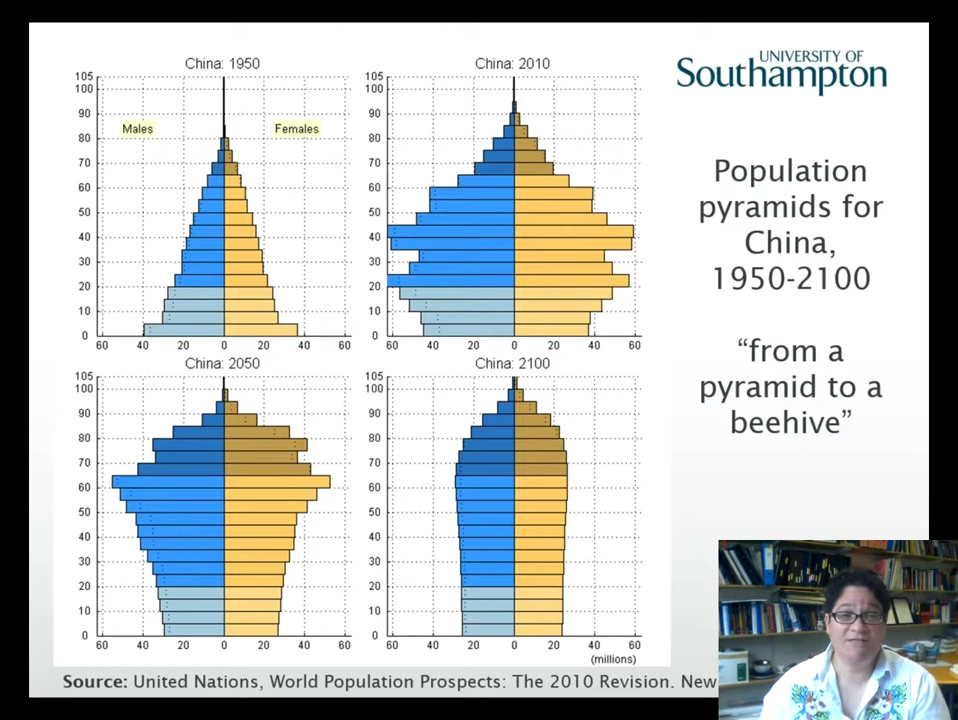 China: 1950
China: 2010
UNIVERSITY OF
Southampton
105
100
90
80
70
60
50
40
30
20
10
0
Males
Females
60 40 20 0 20 40 60
105
100
90
80
70
60
50
40
30
20
10
0
60 40 20 0 20 40 60
Population
pyramids for
China,
1950-2100
“from a
pyramid to a
beehive”
China: 2050
China: 2100
105
100
90
80
70
60
50
40
30
20
10
0
60 40 20 0 20 40 60
105
100
90
80
70
60
50
40
30
20
10
0
60 40 20 0 20 40 60
(millions)
Source: United Nations, World Population Prospects: The 2010 Revision. New